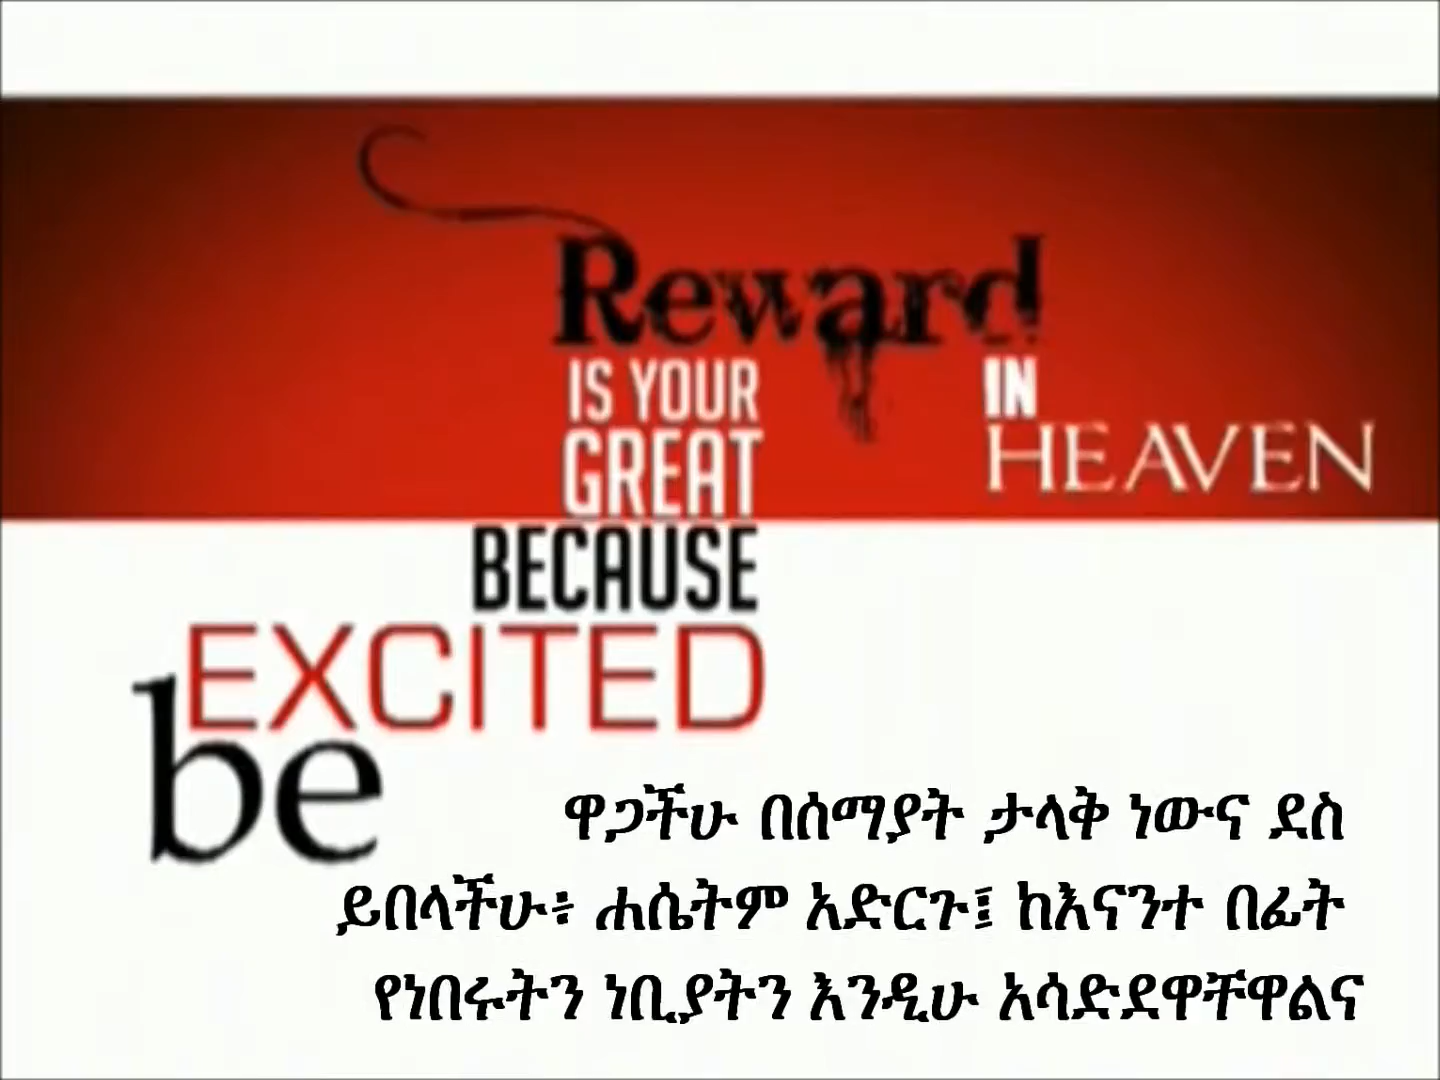 Reward
IS YOUR
IN
GREAT
HEAVEN
BECAUSE
EXCITED
be
ዋጋችሁ በሰማያት ታላቅ ነውና ደስ
ይበላችሁ፥ ሐሴትም አድርጉ፤ ከእናንተ በፊት
የነበሩትን ነቢያትን እንዲሁ አሳድደዋቸዋልና